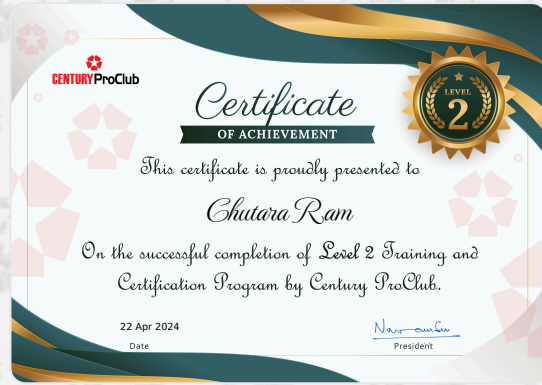 CENTURY ProClub
Certificate
OF ACHIEVEMENT
LEVEL
2
This certificate is proudly presented to
Ghutara Ram
On the successful completion of Level 2 Training and
Certification Program by Century ProClub.
22 Apr 2024
Date
President